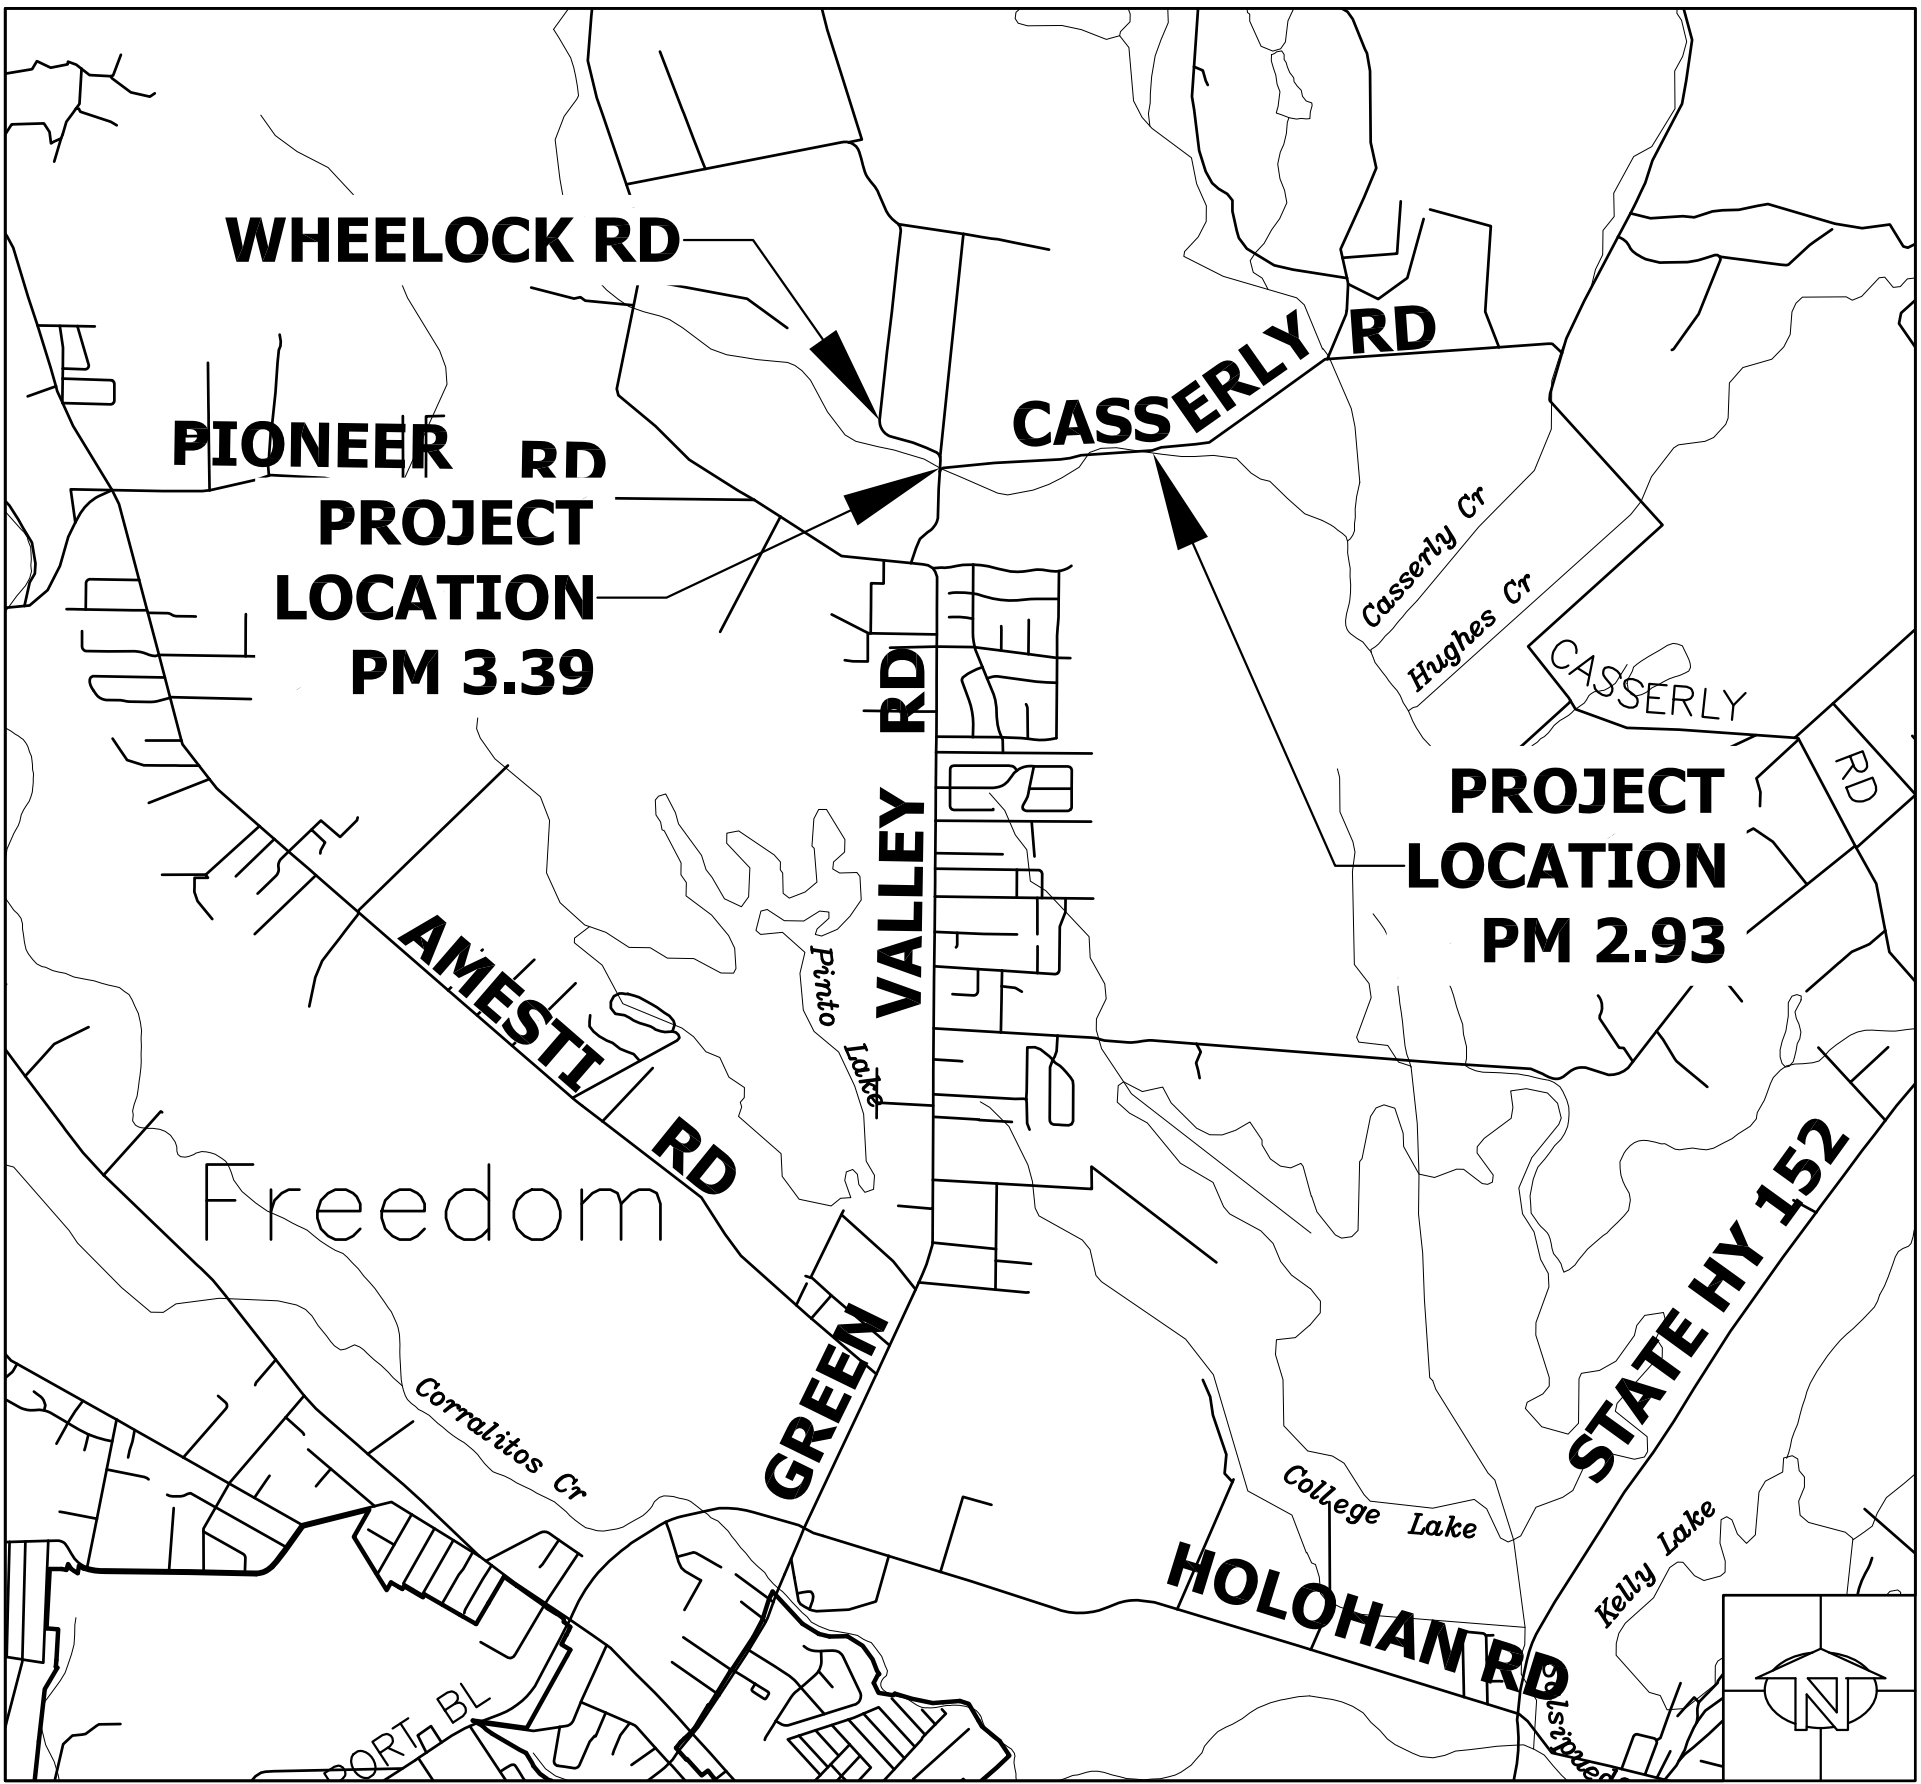 WHEELOCK RD
CASSERLY RD
PIONEER RD
PROJECT
LOCATION
PM 3.39
Casserly Cr
Hughes Cr
CASSERLY RD
VALLEY RD
PROJECT
LOCATION
PM 2.93
AMESTI RD
Pinto Lake
Freedom
STATE HY 152
GREEN
Corralitos Cr
College Lake
Kelly Lake
HOLOHAN RD
PORT BL
N